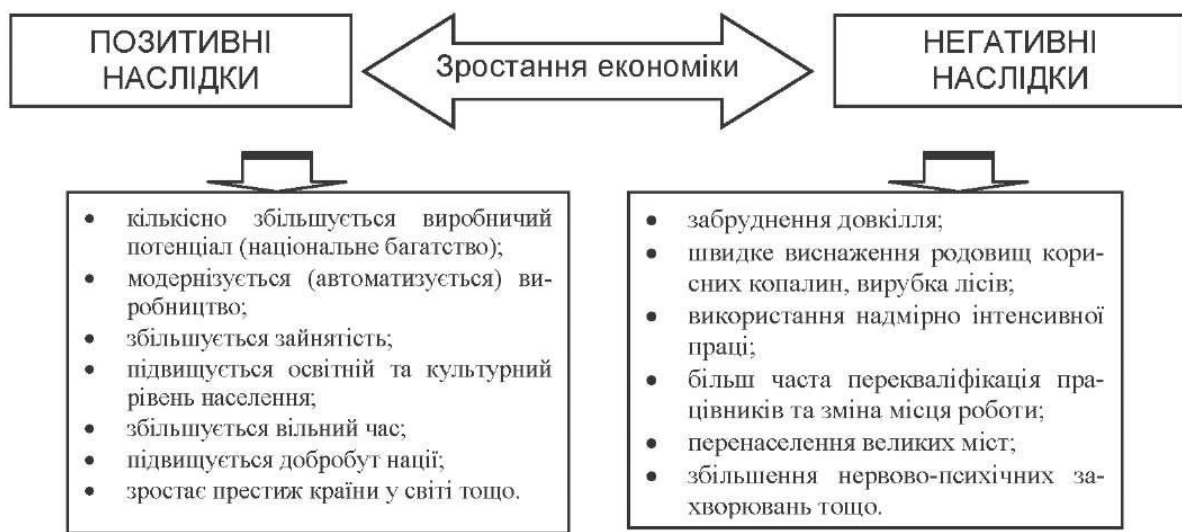 ПОЗИТИВНІ
НАСЛІДКИ
Зростання економіки
НЕГАТИВНІ
НАСЛІДКИ
• кількісно збільшується виробничий
потенціал (національне багатство);
• модернізується (автоматизується) ви-
робництво;
• збільшується зайнятість;
• підвищується освітній та культурний
рівень населення;
• збільшується вільний час;
• підвищується добробут нації;
• зростає престиж країни у світі тощо.
• забруднення довкілля;
• швидке виснаження родовищ кори-
сних копалин, вирубка лісів;
• використання надмірно інтенсивної
праці;
• більш часта перекваліфікація пра-
цівників та зміна місця роботи;
• перенаселення великих міст;
• збільшення нервово-психічних за-
хворювань тощо.